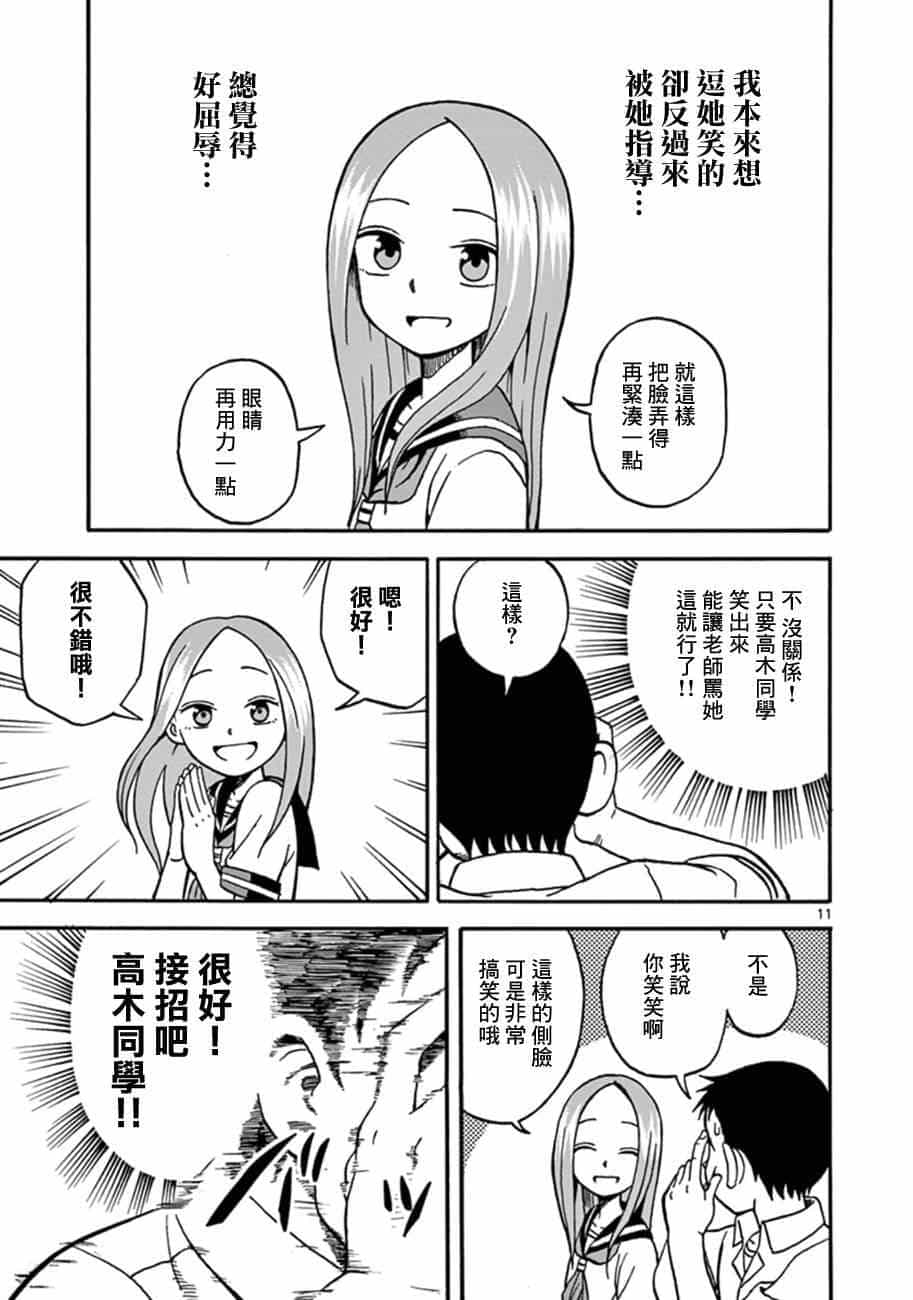 我本來想
逗她笑的
卻反過來
被她指導…
總覺得
好屈辱…
就這樣
把臉弄得
再緊湊一點
眼睛
再用力一點
不沒關係！
只要高木同學
笑出來
能讓老師罵她
這就行了!!
這樣?
嗯！
很好！
很不錯哦！
11
不是
我說
你笑笑啊
這樣的側臉
可是非常
搞笑的哦
很好！
接招吧
高木同學!!